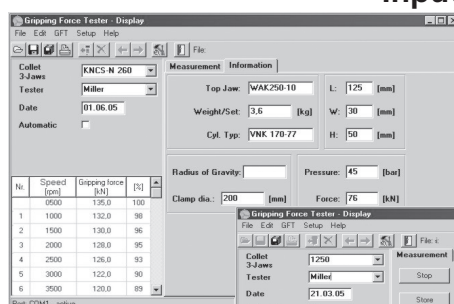 Gripping Force Tester - Display
File Edit GFT Setup Help
File:
Collet
3-Jaws
KNCS-N 260
Tester
Miller
Date
01.06.05
Automatic
Measurement Information
Top Jaw: WAK250-10
Weight/Set: 3,6 [kg]
Cyl. Typ: VNK 170-77
L: 125 [mm]
W: 30 [mm]
H: 50 [mm]
Radius of Gravity:
Clamp dia.: 200 [mm]
Pressure: 45 [bar]
Force: 76 [kN]
Nr. Speed [rpm] Gripping force [kN] [%]
0500 135,0 100
1 1000 132,0 98
2 1500 130,0 96
3 2000 128,0 95
4 2500 126,0 93
5 3000 122,0 90
6 3500 120,0 89
Gripping Force Tester - Display
File Edit GFT Setup Help
File:
Collet
3-Jaws
1250
Tester
Miller
Date
21.03.05
Measurement
Stop
Store